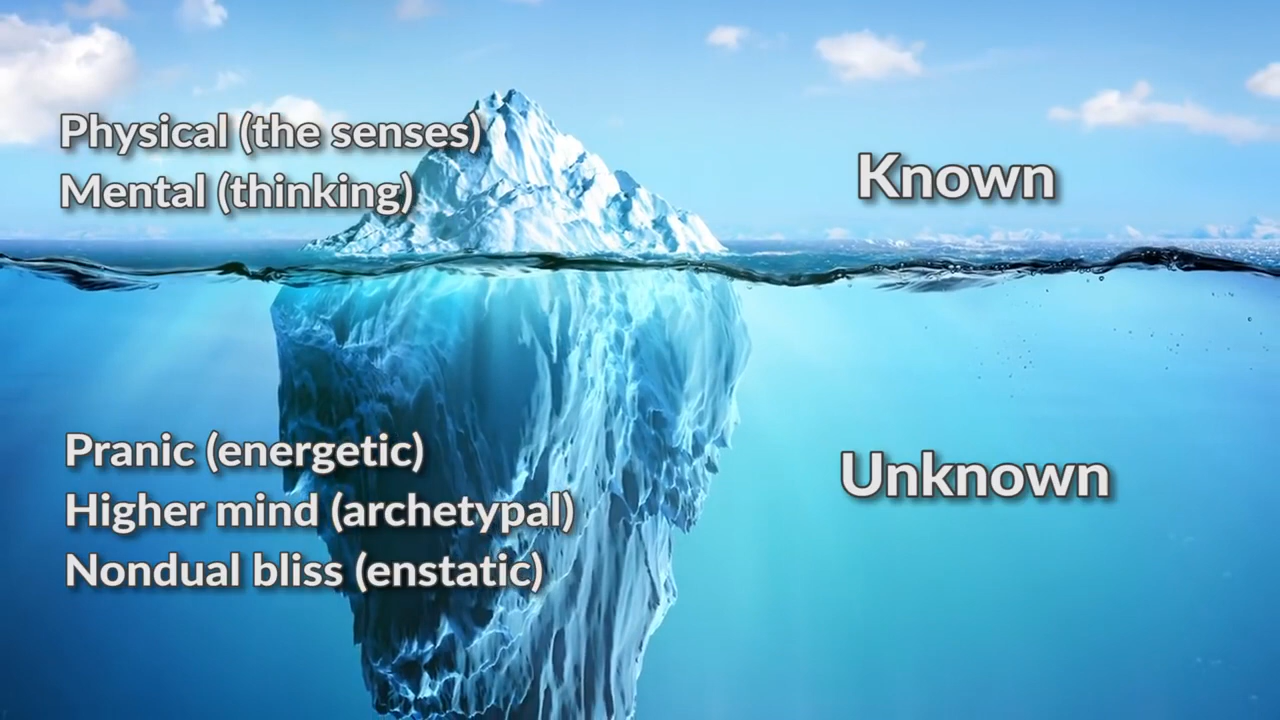 Physical (the senses)
Mental (thinking)
Known
Pranic (energetic)
Higher mind (archetypal)
Nondual bliss (enstatic)
Unknown